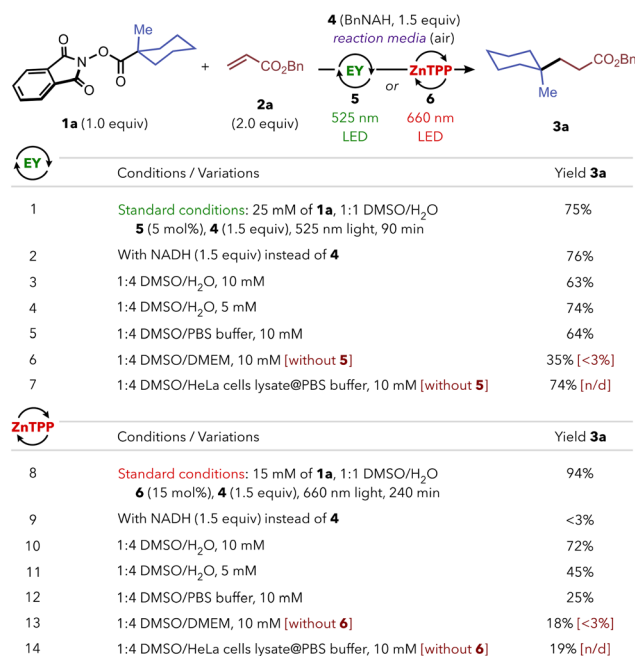 4 (BnNAH, 1.5 equiv)
reaction media (air)
Me
O
N
O
O
O
+
CO2Bn
EY
or
ZnTPP
CO2Bn
Me
5
6
1a (1.0 equiv)
2a
(2.0 equiv)
525 nm
LED
660 nm
LED
3a
EY
Conditions / Variations
Yield 3a
1
Standard conditions: 25 mM of 1a, 1:1 DMSO/H2O
75%
5 (5 mol%), 4 (1.5 equiv), 525 nm light, 90 min
2
With NADH (1.5 equiv) instead of 4
76%
3
1:4 DMSO/H2O, 10 mM
63%
4
1:4 DMSO/H2O, 5 mM
74%
5
1:4 DMSO/PBS buffer, 10 mM
64%
6
1:4 DMSO/DMEM, 10 mM [without 5]
35% [<3%]
7
1:4 DMSO/HeLa cells lysate@PBS buffer, 10 mM [without 5]
74% [n/d]
ZnTPP
Conditions / Variations
Yield 3a
8
Standard conditions: 15 mM of 1a, 1:1 DMSO/H2O
94%
6 (15 mol%), 4 (1.5 equiv), 660 nm light, 240 min
9
With NADH (1.5 equiv) instead of 4
<3%
10
1:4 DMSO/H2O, 10 mM
72%
11
1:4 DMSO/H2O, 5 mM
45%
12
1:4 DMSO/PBS buffer, 10 mM
25%
13
1:4 DMSO/DMEM, 10 mM [without 6]
18% [<3%]
14
1:4 DMSO/HeLa cells lysate@PBS buffer, 10 mM [without 6]
19% [n/d]